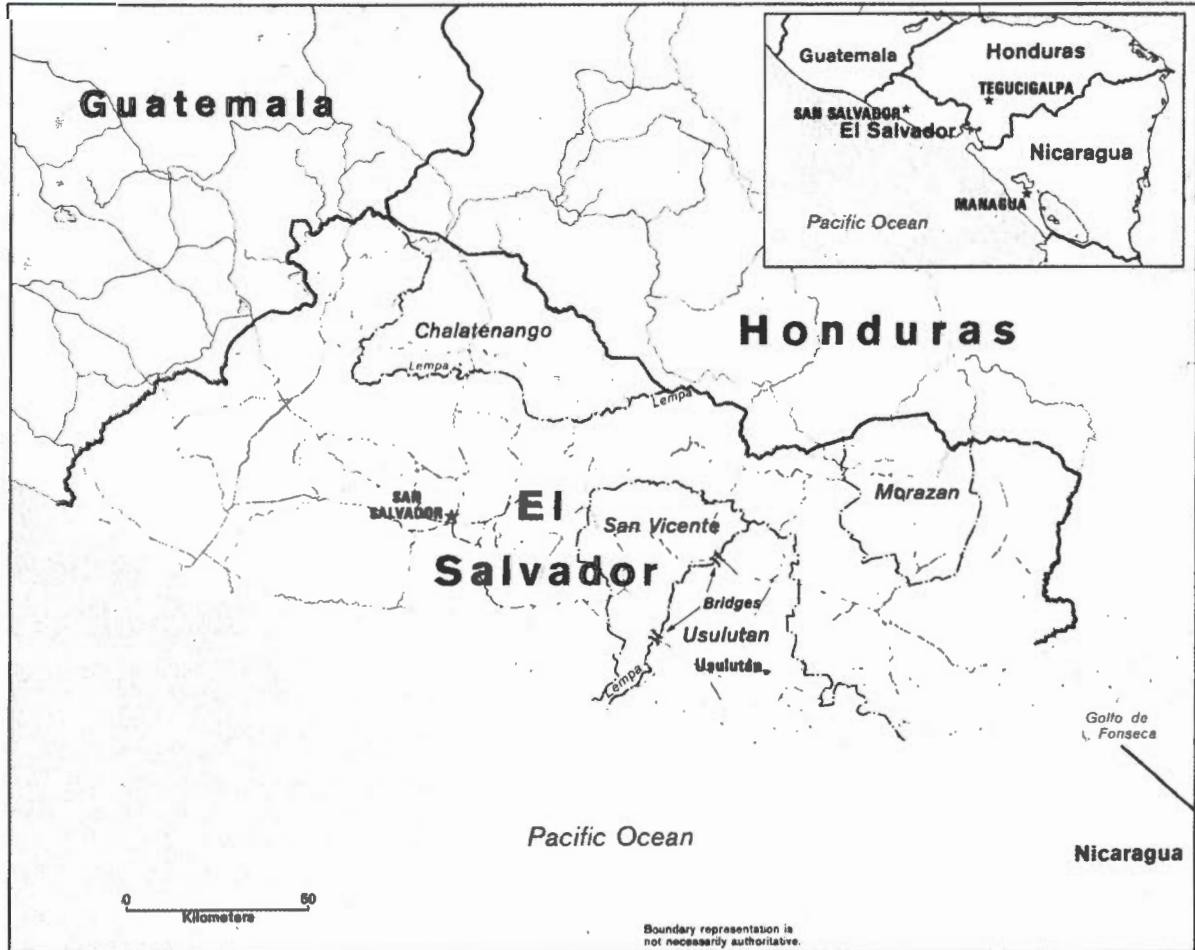 Guatemala
Guatemala
Honduras
TEGUCIGALPA
SAN SALVADOR
El Salvador
Nicaragua
MANAGUA
Pacific Ocean
Honduras
Chalatenango
Lempa
Lempa
Morazan
SAN
SALVADOR
El
Salvador
San Vicente
Bridges
Usulutan
Usulután
Lempa
Golfo de
Fonseca
Pacific Ocean
Nicaragua
0
50
Kilometers
Boundary representation is
not necessarily authoritative.